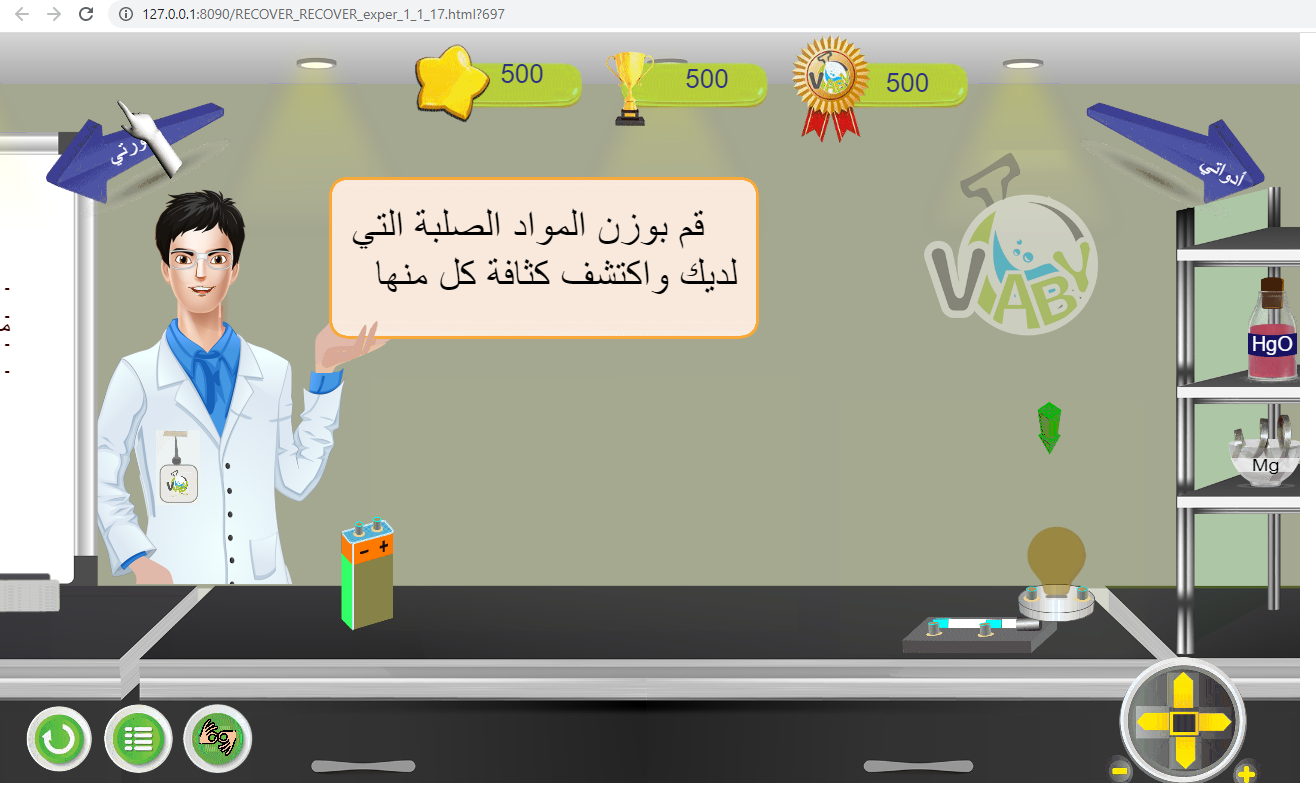 127.0.0.1:8090/RECOVER_RECOVER_exper_1_1_17.html?697
500
500
500
أدواتي
قم بوزن المواد الصلبة التي
لديك واكتشف كثافة كل منها
VLABY
HgO
Mg
- +